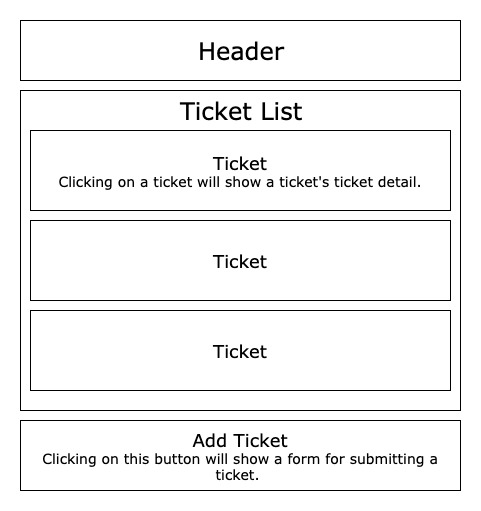 Header
Ticket List
Ticket
Clicking on a ticket will show a ticket's ticket detail.
Ticket
Ticket
Add Ticket
Clicking on this button will show a form for submitting a
ticket.